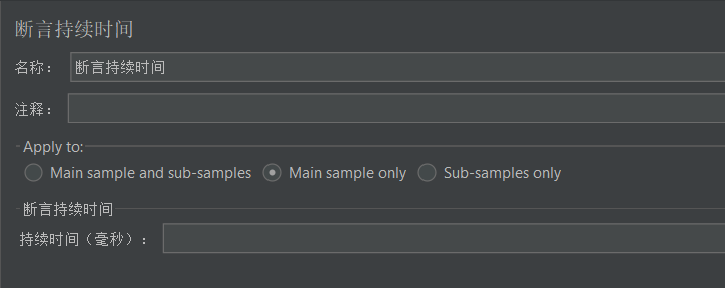 断言持续时间
名称： 断言持续时间
注释：
Apply to:
Main sample and sub-samples Main sample only Sub-samples only
断言持续时间
持续时间（毫秒）：